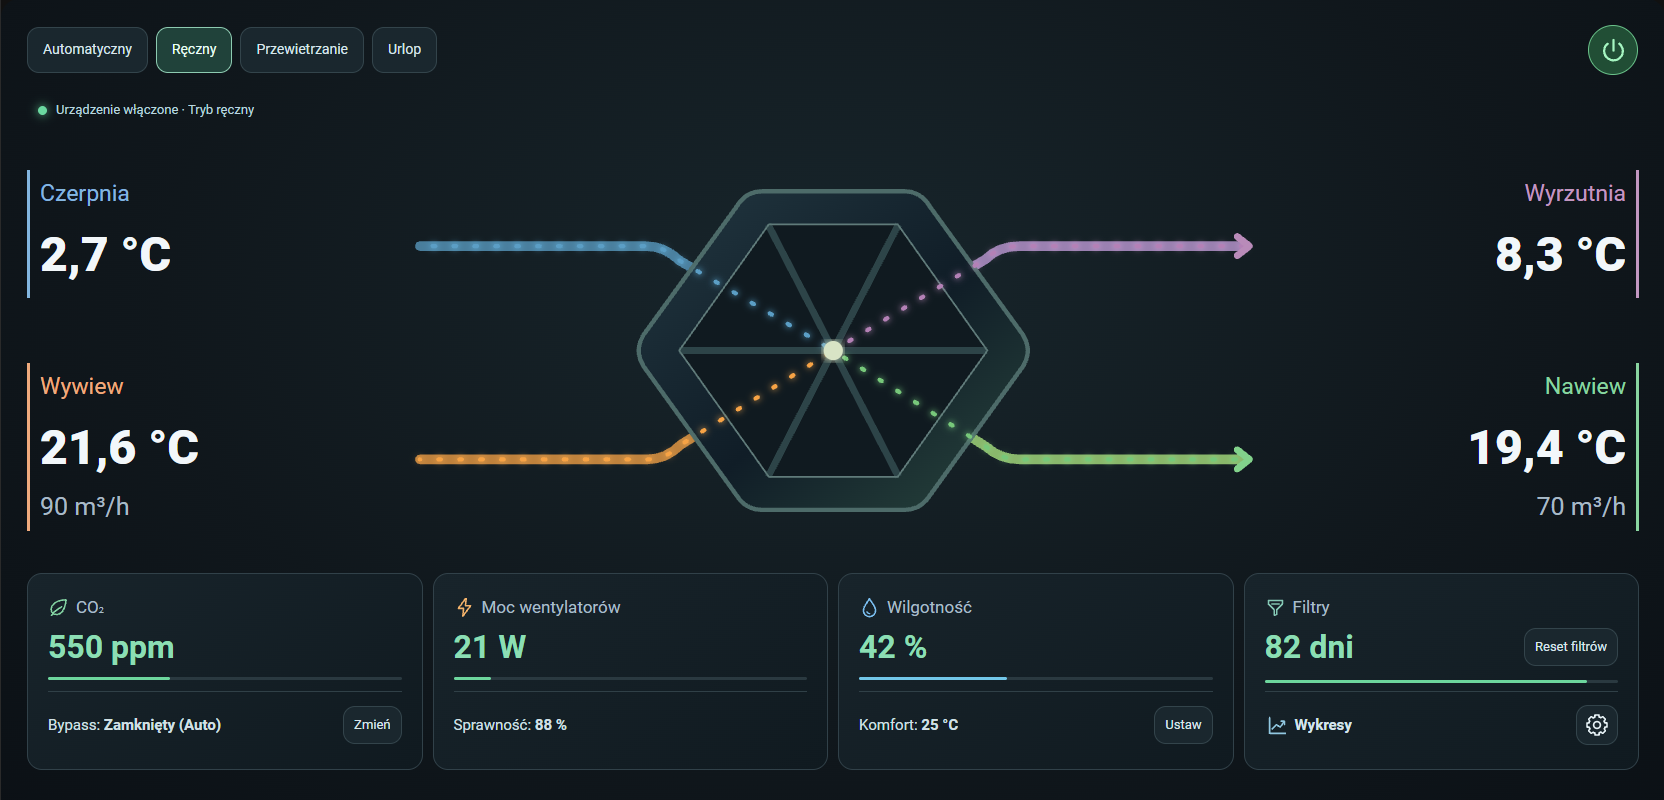 Automatyczny
Ręczny
Przewietrzanie
Urlop
Urządzenie włączone · Tryb ręczny
Czerpnia
2,7 °C
Wyrzutnia
8,3 °C
Wywiew
21,6 °C
90 m³/h
Nawiew
19,4 °C
70 m³/h
CO₂
550 ppm
Bypass: Zamknięty (Auto)
Zmień
Moc wentylatorów
21 W
Sprawność: 88 %
Wilgotność
42 %
Komfort: 25 °C
Ustaw
Filtry
82 dni
Reset filtrów
Wykresy